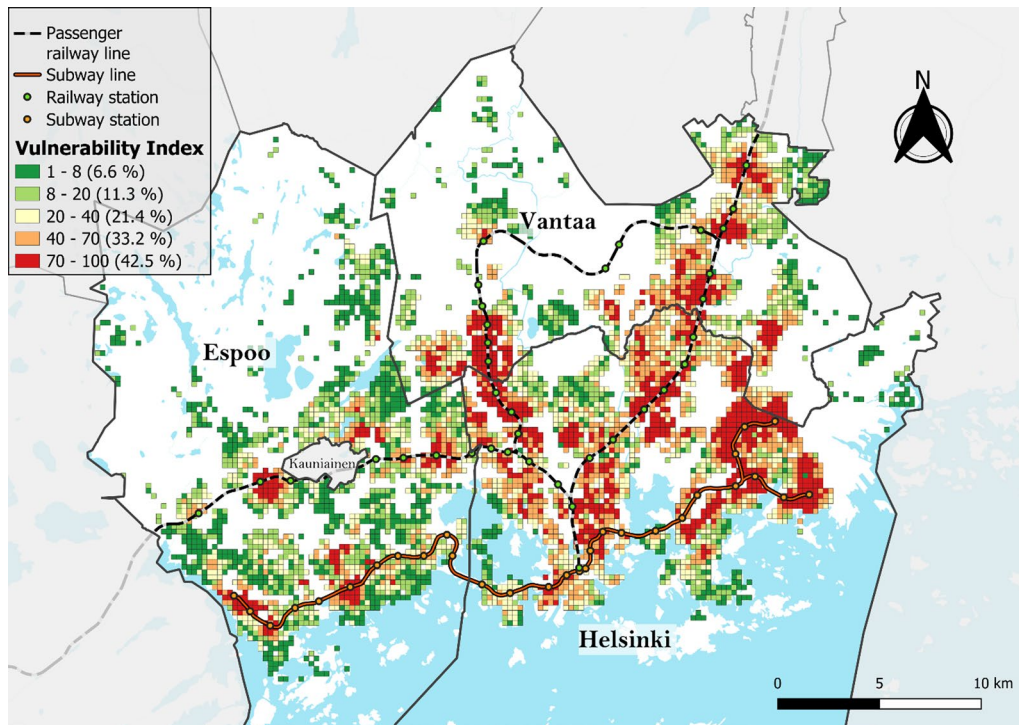 Passenger
railway line
Subway line
Railway station
Subway station
Vulnerability Index
1 - 8 (6.6 %)
8 - 20 (11.3 %)
20 - 40 (21.4 %)
40 - 70 (33.2 %)
70 - 100 (42.5 %)
N
Vantaa
Espoo
Kauniainen
Helsinki
0 5 10 km